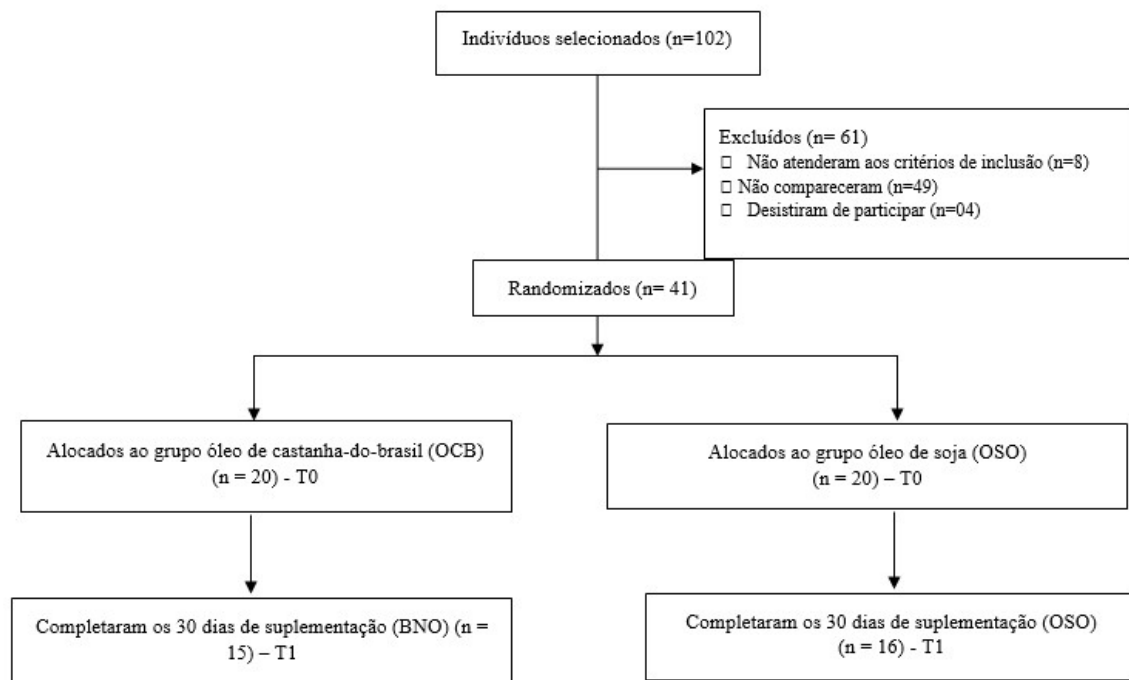 Indivíduos selecionados (n=102)
Excluídos (n= 61)
□ Não atenderam aos critérios de inclusão (n=8)
□ Não compareceram (n=49)
□ Desistiram de participar (n=04)
Randomizados (n= 41)
Alocados ao grupo óleo de castanha-do-brasil (OCB)
(n = 20) - T0
Alocados ao grupo óleo de soja (OSO)
(n = 20) – T0
Completaram os 30 dias de suplementação (BNO) (n =
15) – T1
Completaram os 30 dias de suplementação (OSO)
(n = 16) - T1